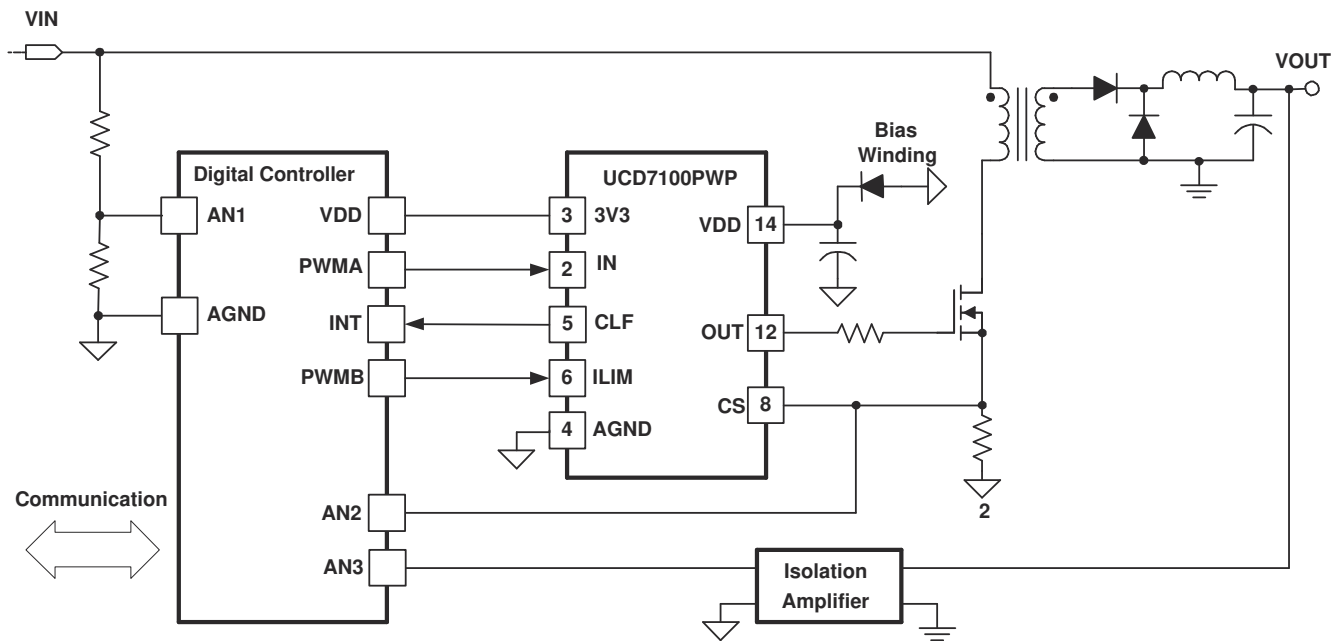 VIN
VOUT
Bias
Winding
Digital Controller
UCD7100PWP
AN1
VDD
3
3V3
VDD
14
PWMA
2
IN
AGND
INT
5
CLF
OUT
12
PWMB
6
ILIM
CS
8
4
AGND
Communication
AN2
2
AN3
Isolation
Amplifier